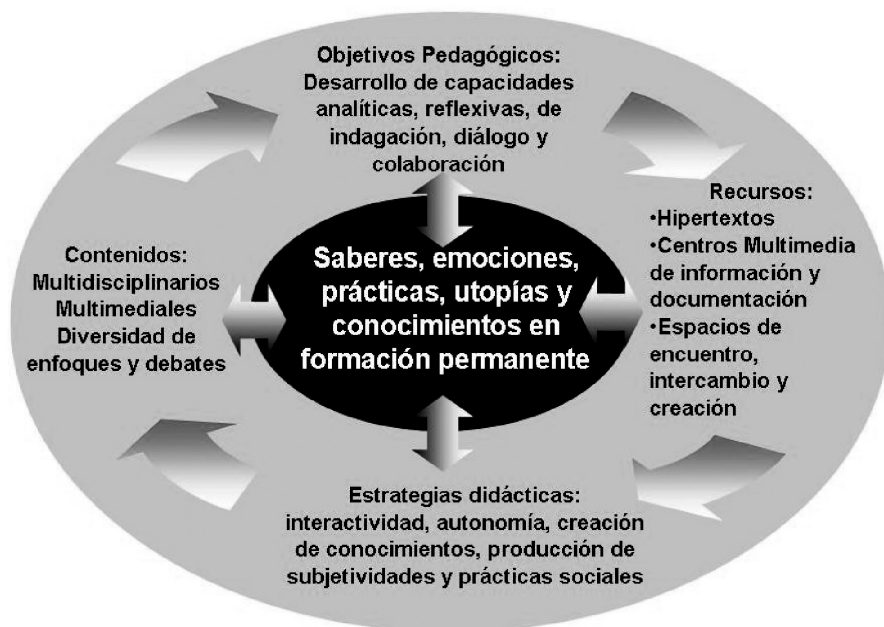 Objetivos Pedagógicos:
Desarrollo de capacidades
analíticas, reflexivas, de
indagación, diálogo y
colaboración
Recursos:
•Hipertextos
•Centros Multimedia
de información y
documentación
•Espacios de
encuentro,
intercambio y
creación
Contenidos:
Multidisciplinarios
Multimediales
Diversidad de
enfoques y debates
Saberes, emociones,
prácticas, utopías y
conocimientos en
formación permanente
Estrategias didácticas:
interactividad, autonomía, creación
de conocimientos, producción de
subjetividades y prácticas sociales